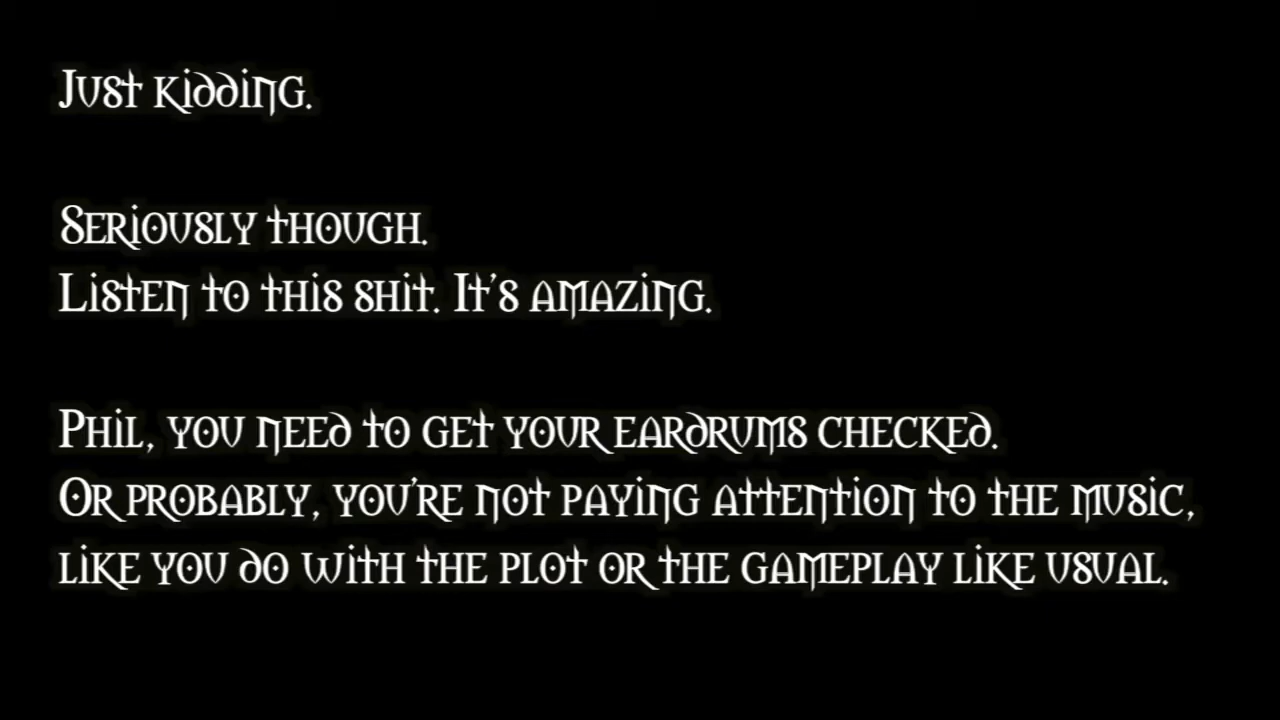 Just kidding.
Seriously though.
Listen to this shit. It's amazing.
Phil, you need to get your eardrums checked.
Or probably, you're not paying attention to the music,
like you do with the plot or the gameplay like usual.